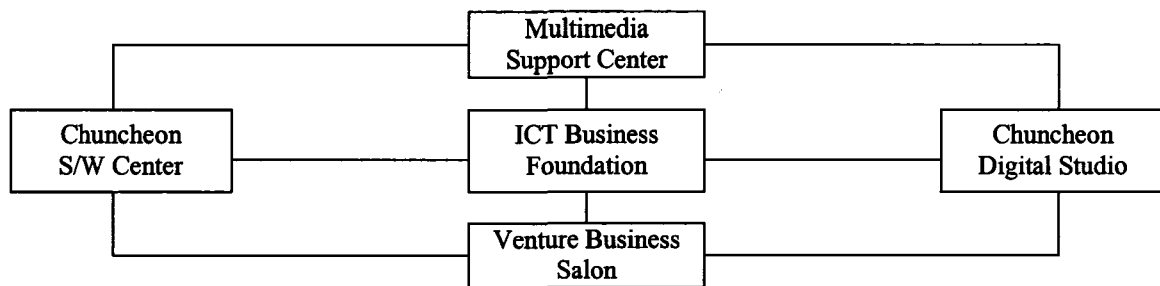 Multimedia
Support Center
Chuncheon
S/W Center
ICT Business
Foundation
Chuncheon
Digital Studio
Venture Business
Salon